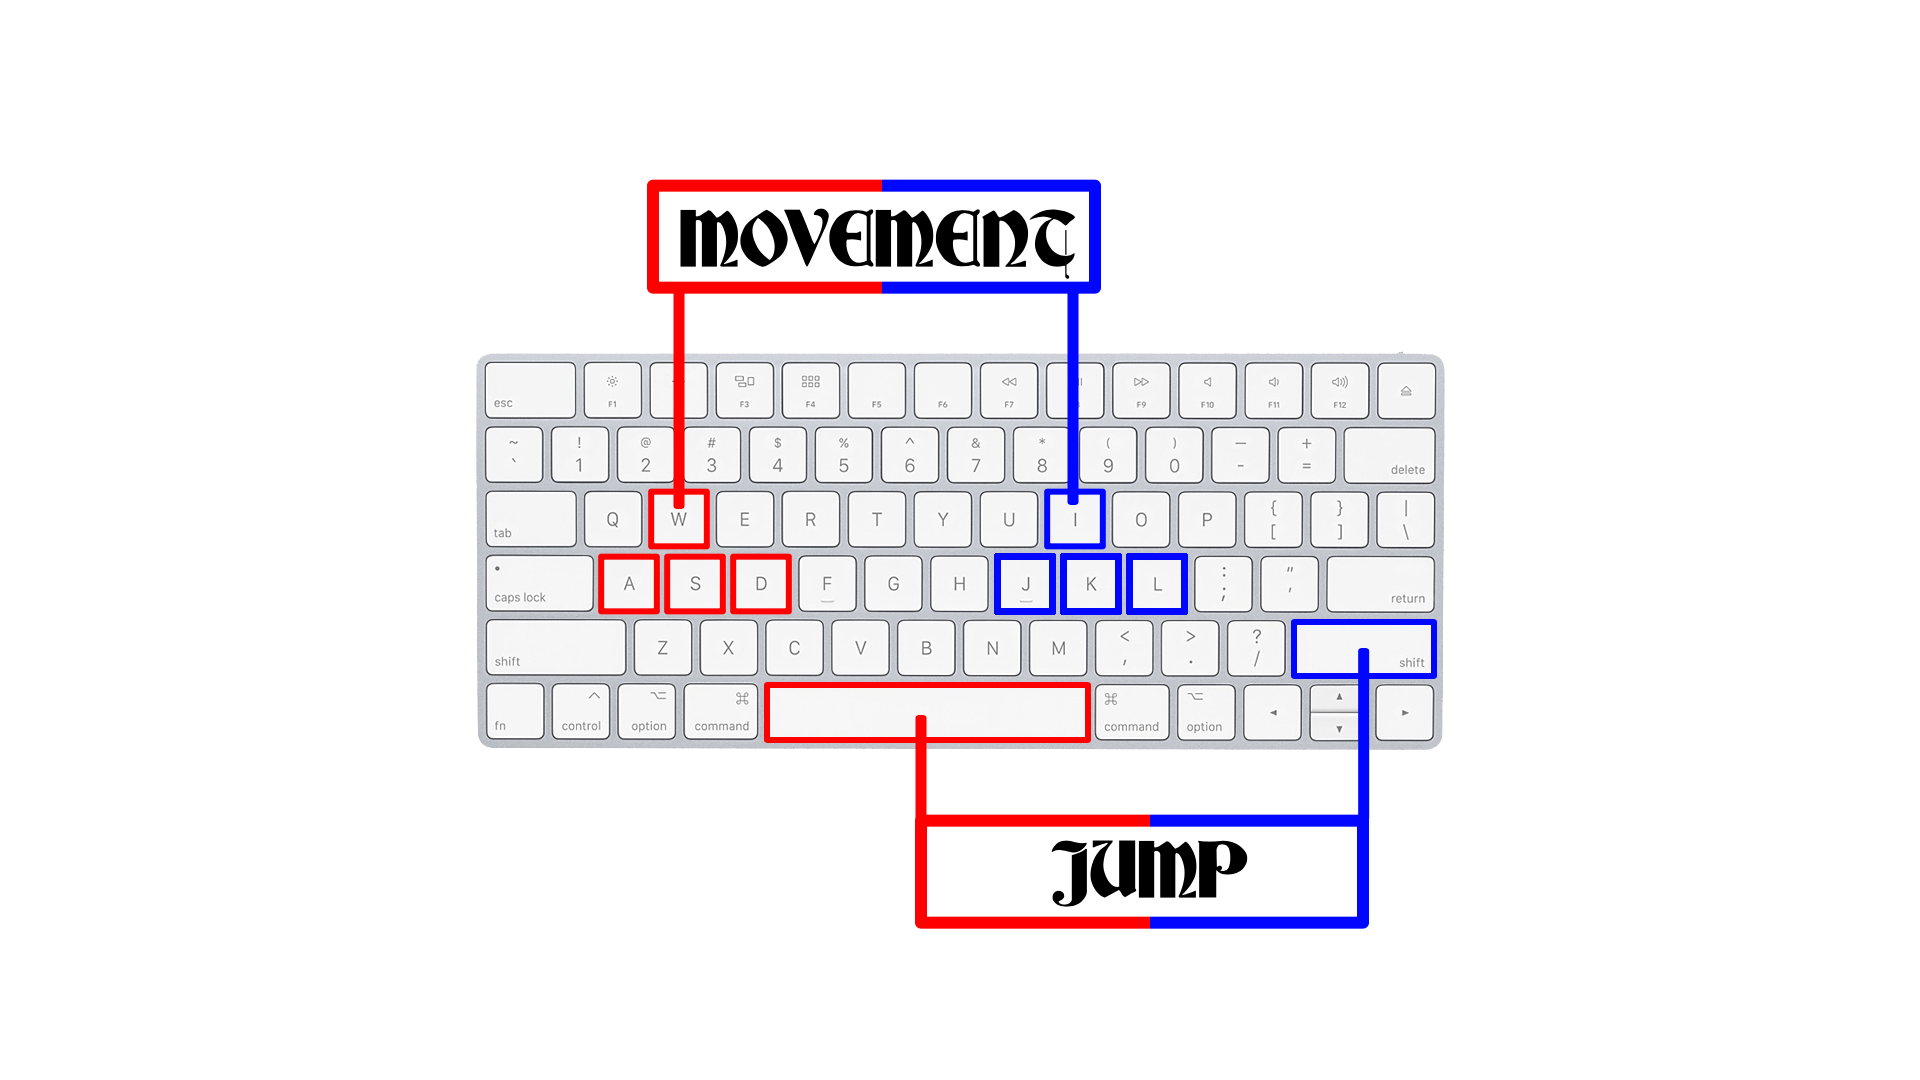 MOVEMENT
esc F1 F3 F4 F5 F6 F7 F9 F10 F11 F12
~ ! @ # $ % ^ & * ( ) — +
` 1 2 3 4 5 6 7 8 9 0 - = delete
tab Q W E R T Y U I O P { [ } ] | \
caps lock A S D F G H J K L : ; " ' return
shift Z X C V B N M < , > . ? / shift
fn control option command command option
JUMP